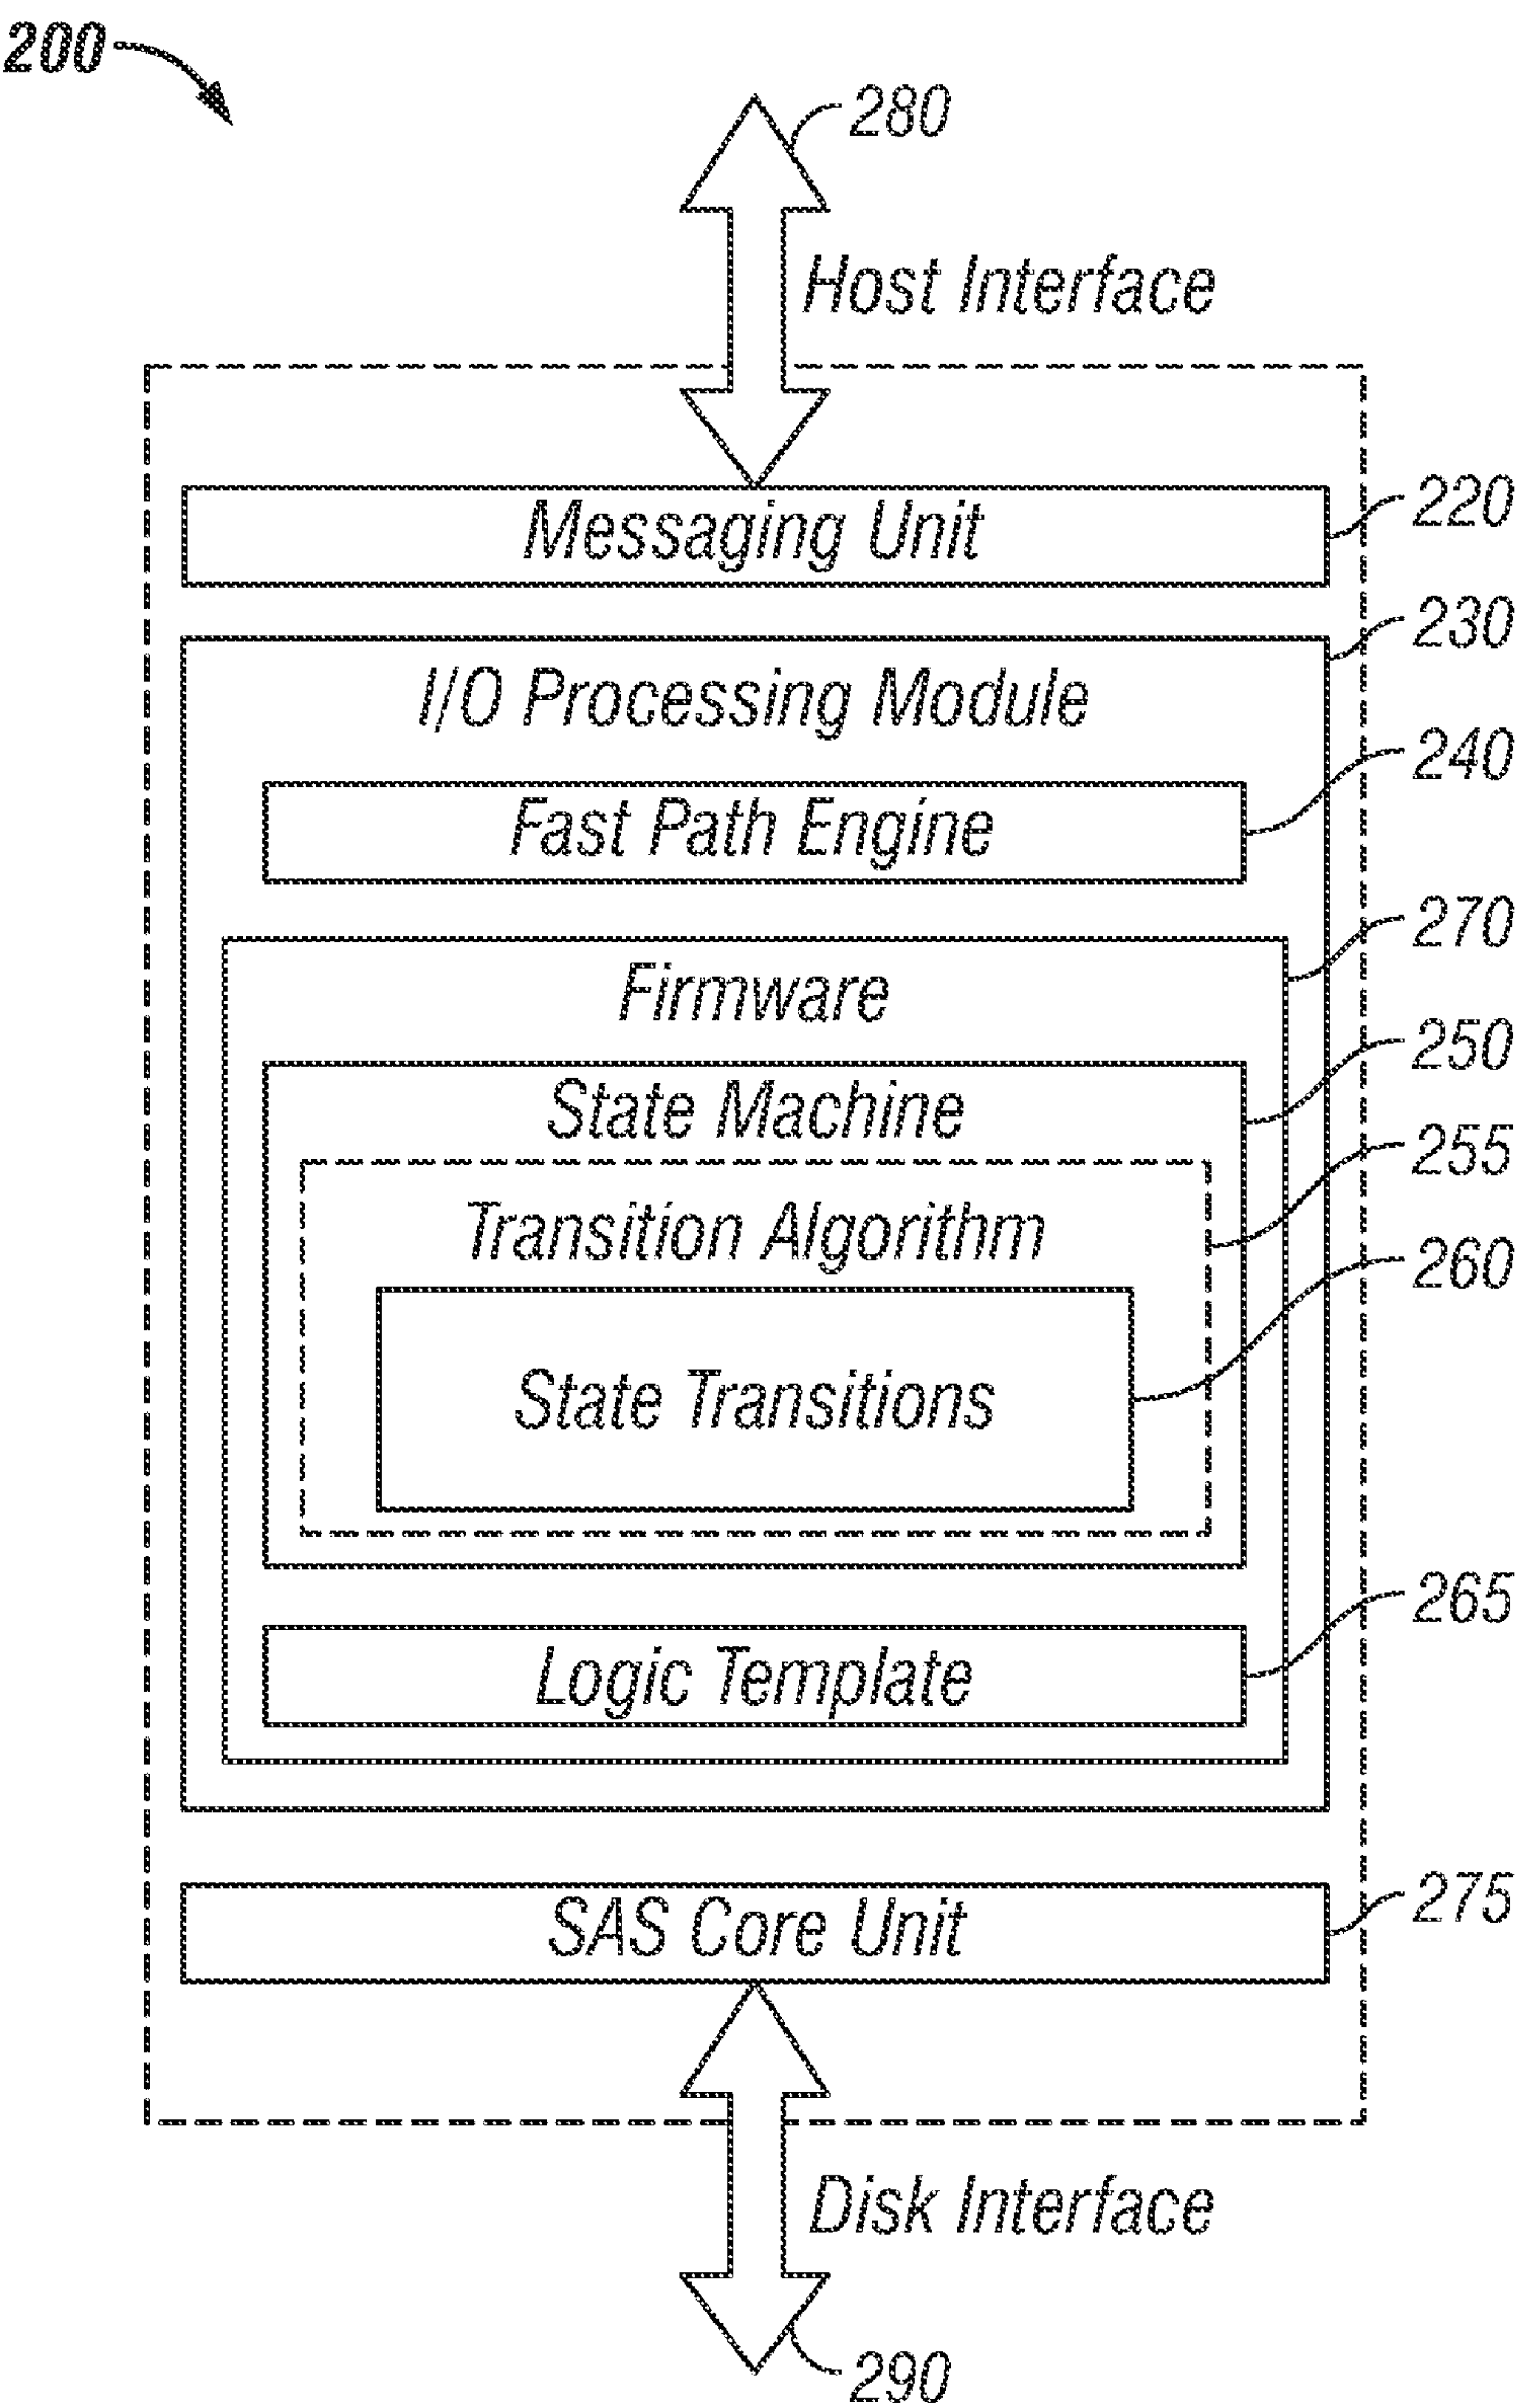 200
280
Host Interface
Messaging Unit
220
230
I/O Processing Module
240
Fast Path Engine
270
Firmware
250
State Machine
255
Transition Algorithm
260
State Transitions
265
Logic Template
275
SAS Core Unit
Disk Interface
290